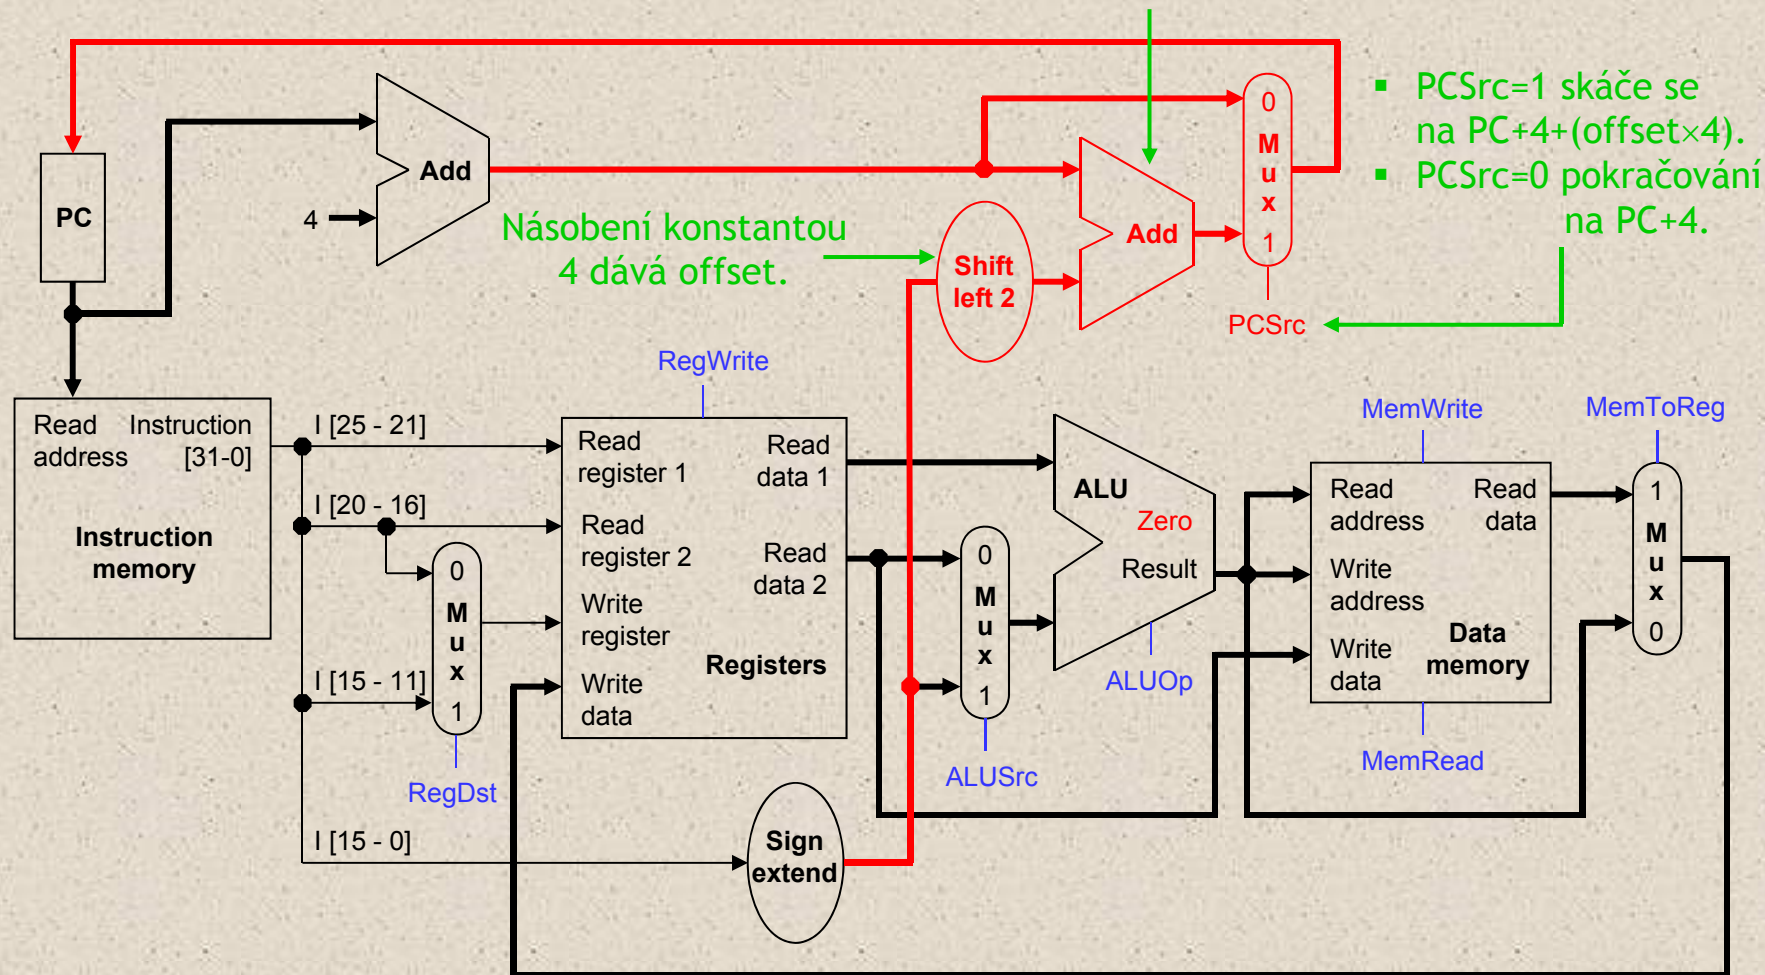 ▪ PCSrc=1 skáče se
na PC+4+(offset×4).
▪ PCSrc=0 pokračování
na PC+4.
PC
Add
4
Násobení konstantou
4 dává offset.
Shift
left 2
Add
0
M
u
x
1
PCSrc
RegWrite
MemWrite
MemToReg
Read
address
Instruction
[31-0]
Instruction
memory
I [25 - 21]
I [20 - 16]
I [15 - 11]
I [15 - 0]
0
M
u
x
1
RegDst
Read
register 1
Read
register 2
Write
register
Write
data
Read
data 1
Read
data 2
Registers
Sign
extend
0
M
u
x
1
ALUSrc
ALU
Zero
Result
ALUOp
Read
address
Write
address
Write
data
Read
data
Data
memory
MemRead
1
M
u
x
0